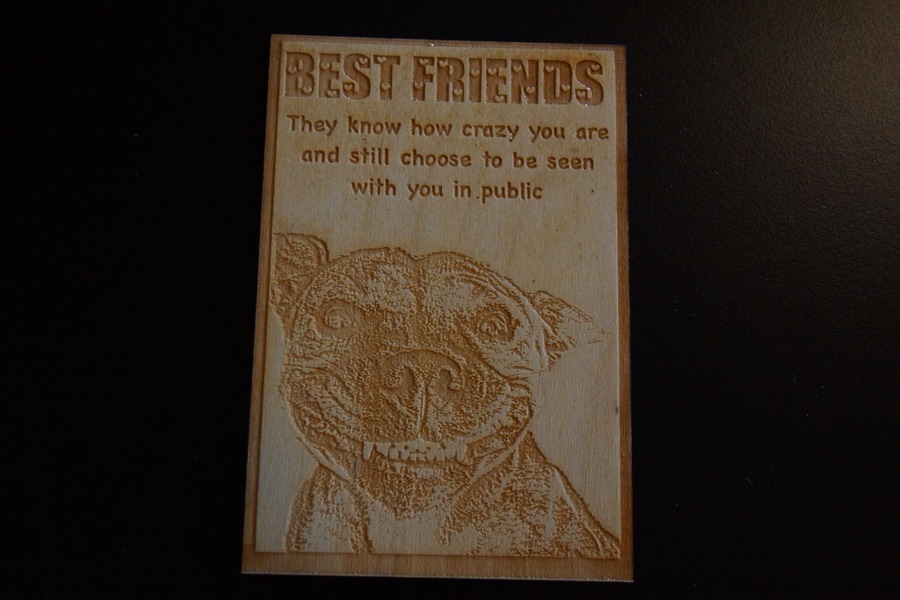 BEST FRIENDS
They know how crazy you are
and still choose to be seen
with you in public